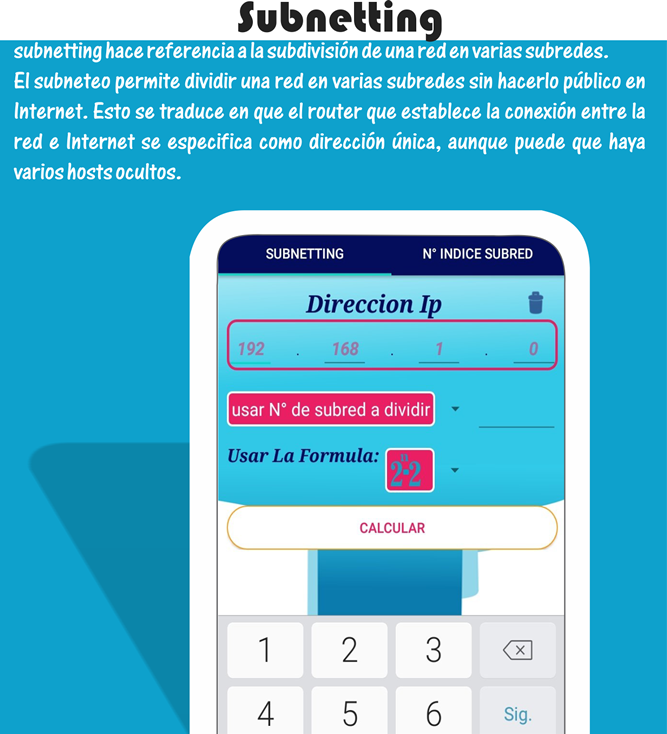 Subnetting
subnetting hace referencia a la subdivisión de una red en varias subredes.
El subneteo permite dividir una red en varias subredes sin hacerlo público en
Internet. Esto se traduce en que el router que establece la conexión entre la
red e Internet se especifica como dirección única, aunque puede que haya
varios hosts ocultos.
SUBNETTING N° INDICE SUBRED
Direccion Ip
192 . 168 . 1 . 0
usar N° de subred a dividir
Usar La Formula: 2ⁿ-2
CALCULAR
1 2 3
4 5 6 Sig.